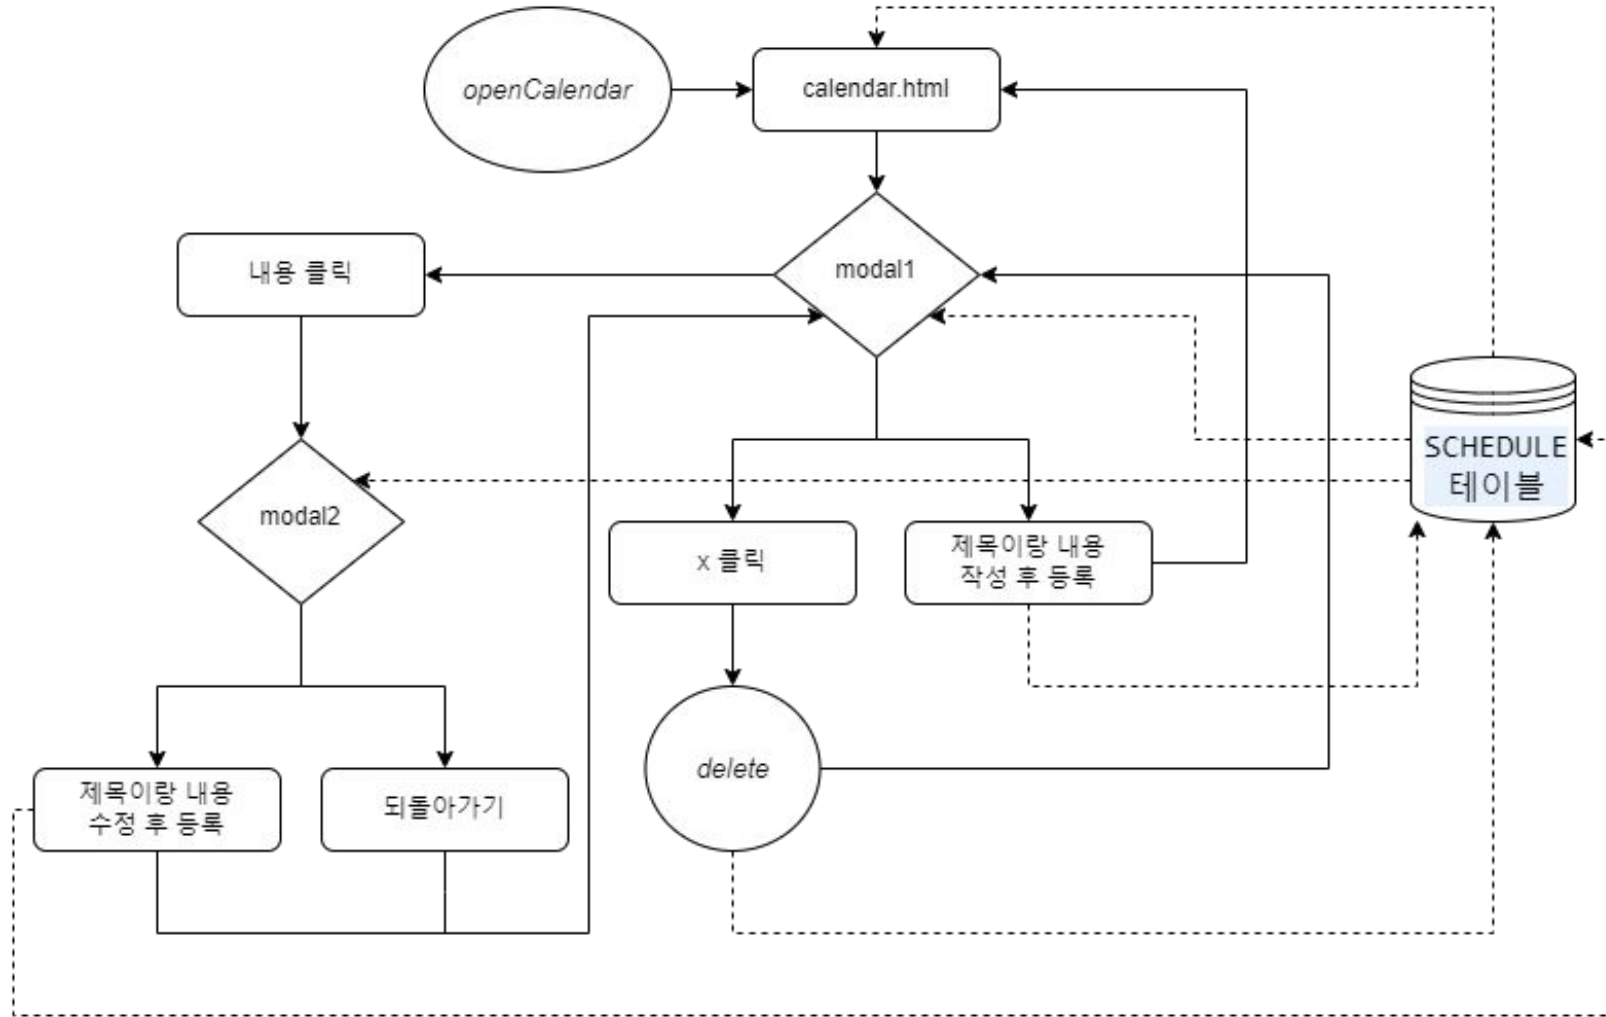 openCalendar
calendar.html
내용 클릭
modal1
SCHEDULE
테이블
modal2
x 클릭
제목이랑 내용
작성 후 등록
delete
제목이랑 내용
수정 후 등록
되돌아가기